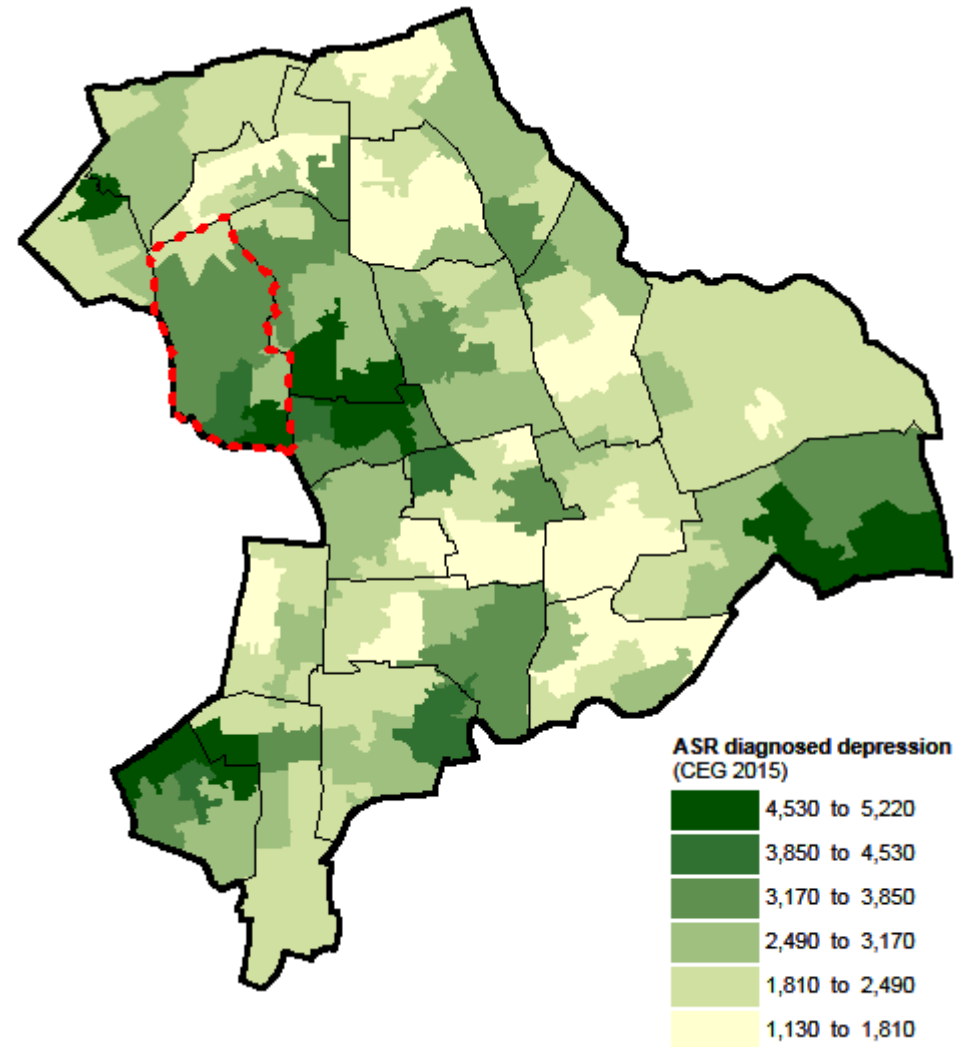 ASR diagnosed depression
(CEG 2015)
4,530 to 5,220
3,850 to 4,530
3,170 to 3,850
2,490 to 3,170
1,810 to 2,490
1,130 to 1,810